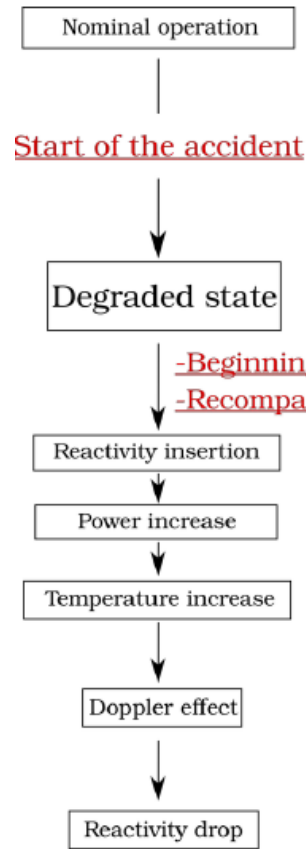 Nominal operation
Start of the accident
Degraded state
-Beginnin
-Recompa
Reactivity insertion
Power increase
Temperature increase
Doppler effect
Reactivity drop